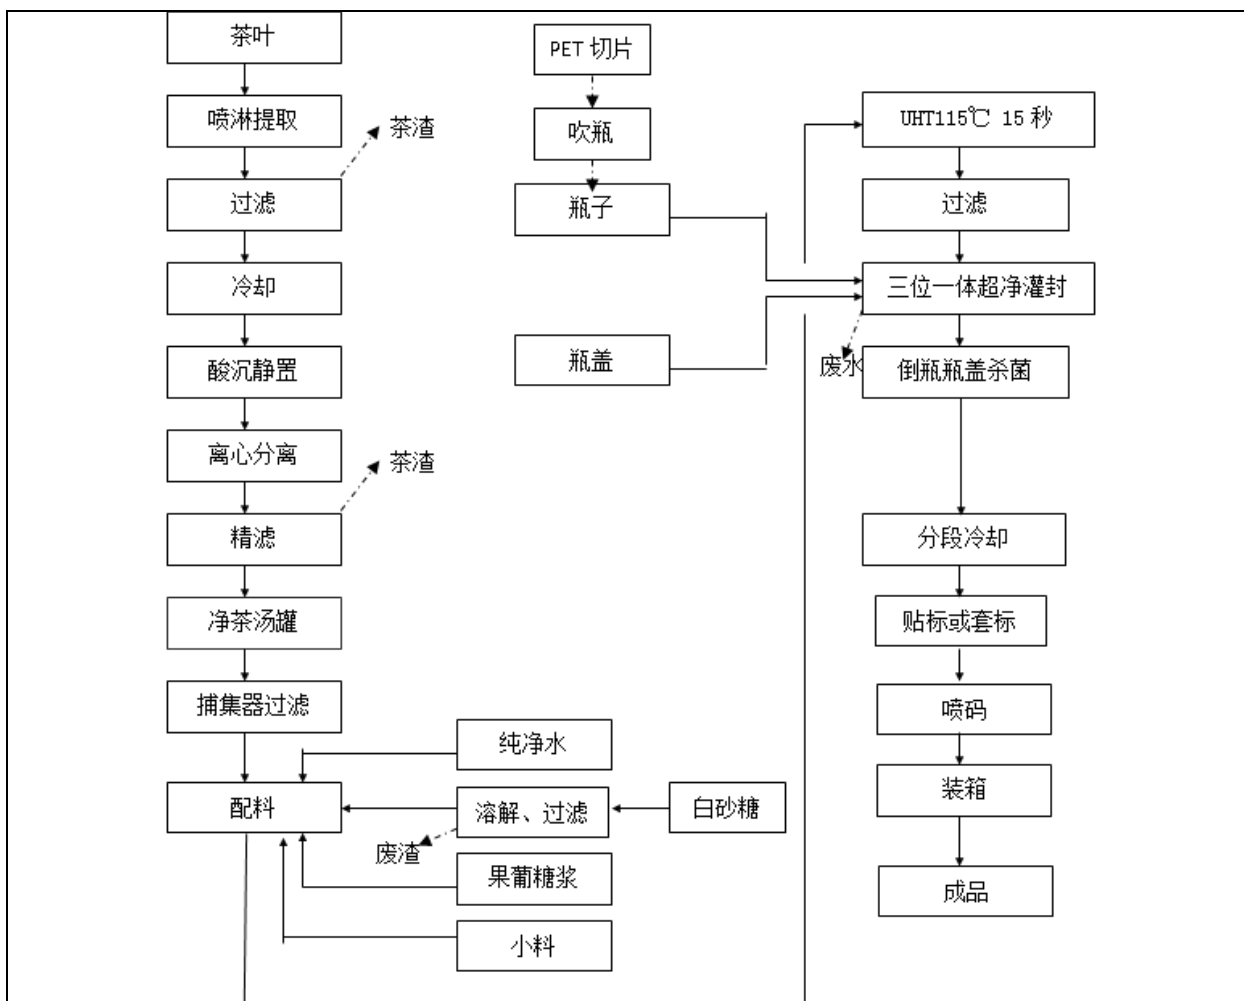 茶叶
喷淋提取
茶渣
过滤
冷却
酸沉静置
离心分离
茶渣
精滤
净茶汤罐
捕集器过滤
配料
纯净水
溶解、过滤
白砂糖
废渣
果葡糖浆
小料
PET 切片
吹瓶
瓶子
瓶盖
UHT115℃ 15 秒
过滤
三位一体超净灌封
废水
倒瓶瓶盖杀菌
分段冷却
贴标或套标
喷码
装箱
成品